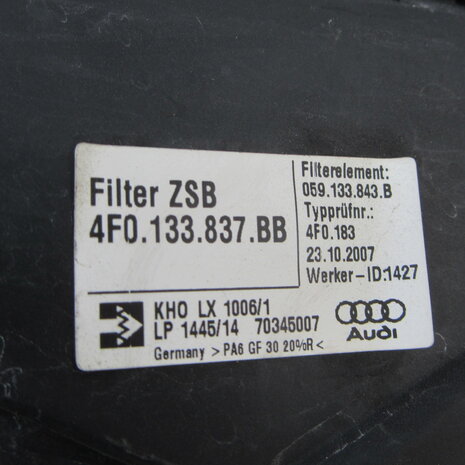 Filter ZSB
4F0.133.837.BB
Filterelement:
059.133.843.B
Typprüfnr.:
4F0.183
23.10.2007
Werker-ID:1427
KHO LX 1006/1
LP 1445/14 70345007
Germany >PA6 GF 30 20%R<
Audi